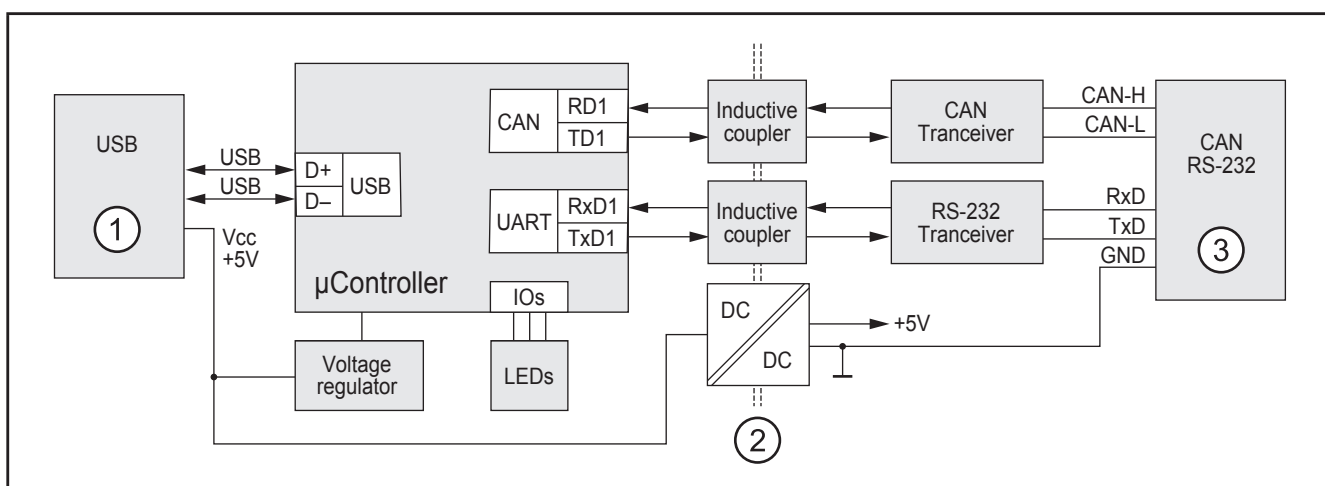 USB
1
USB
USB
Vcc
+5V
D+
D–
USB
µController
CAN
RD1
TD1
UART
RxD1
TxD1
IOs
Voltage
regulator
LEDs
Inductive
coupler
Inductive
coupler
DC
DC
+5V
2
CAN
Tranceiver
RS-232
Tranceiver
CAN-H
CAN-L
RxD
TxD
GND
CAN
RS-232
3